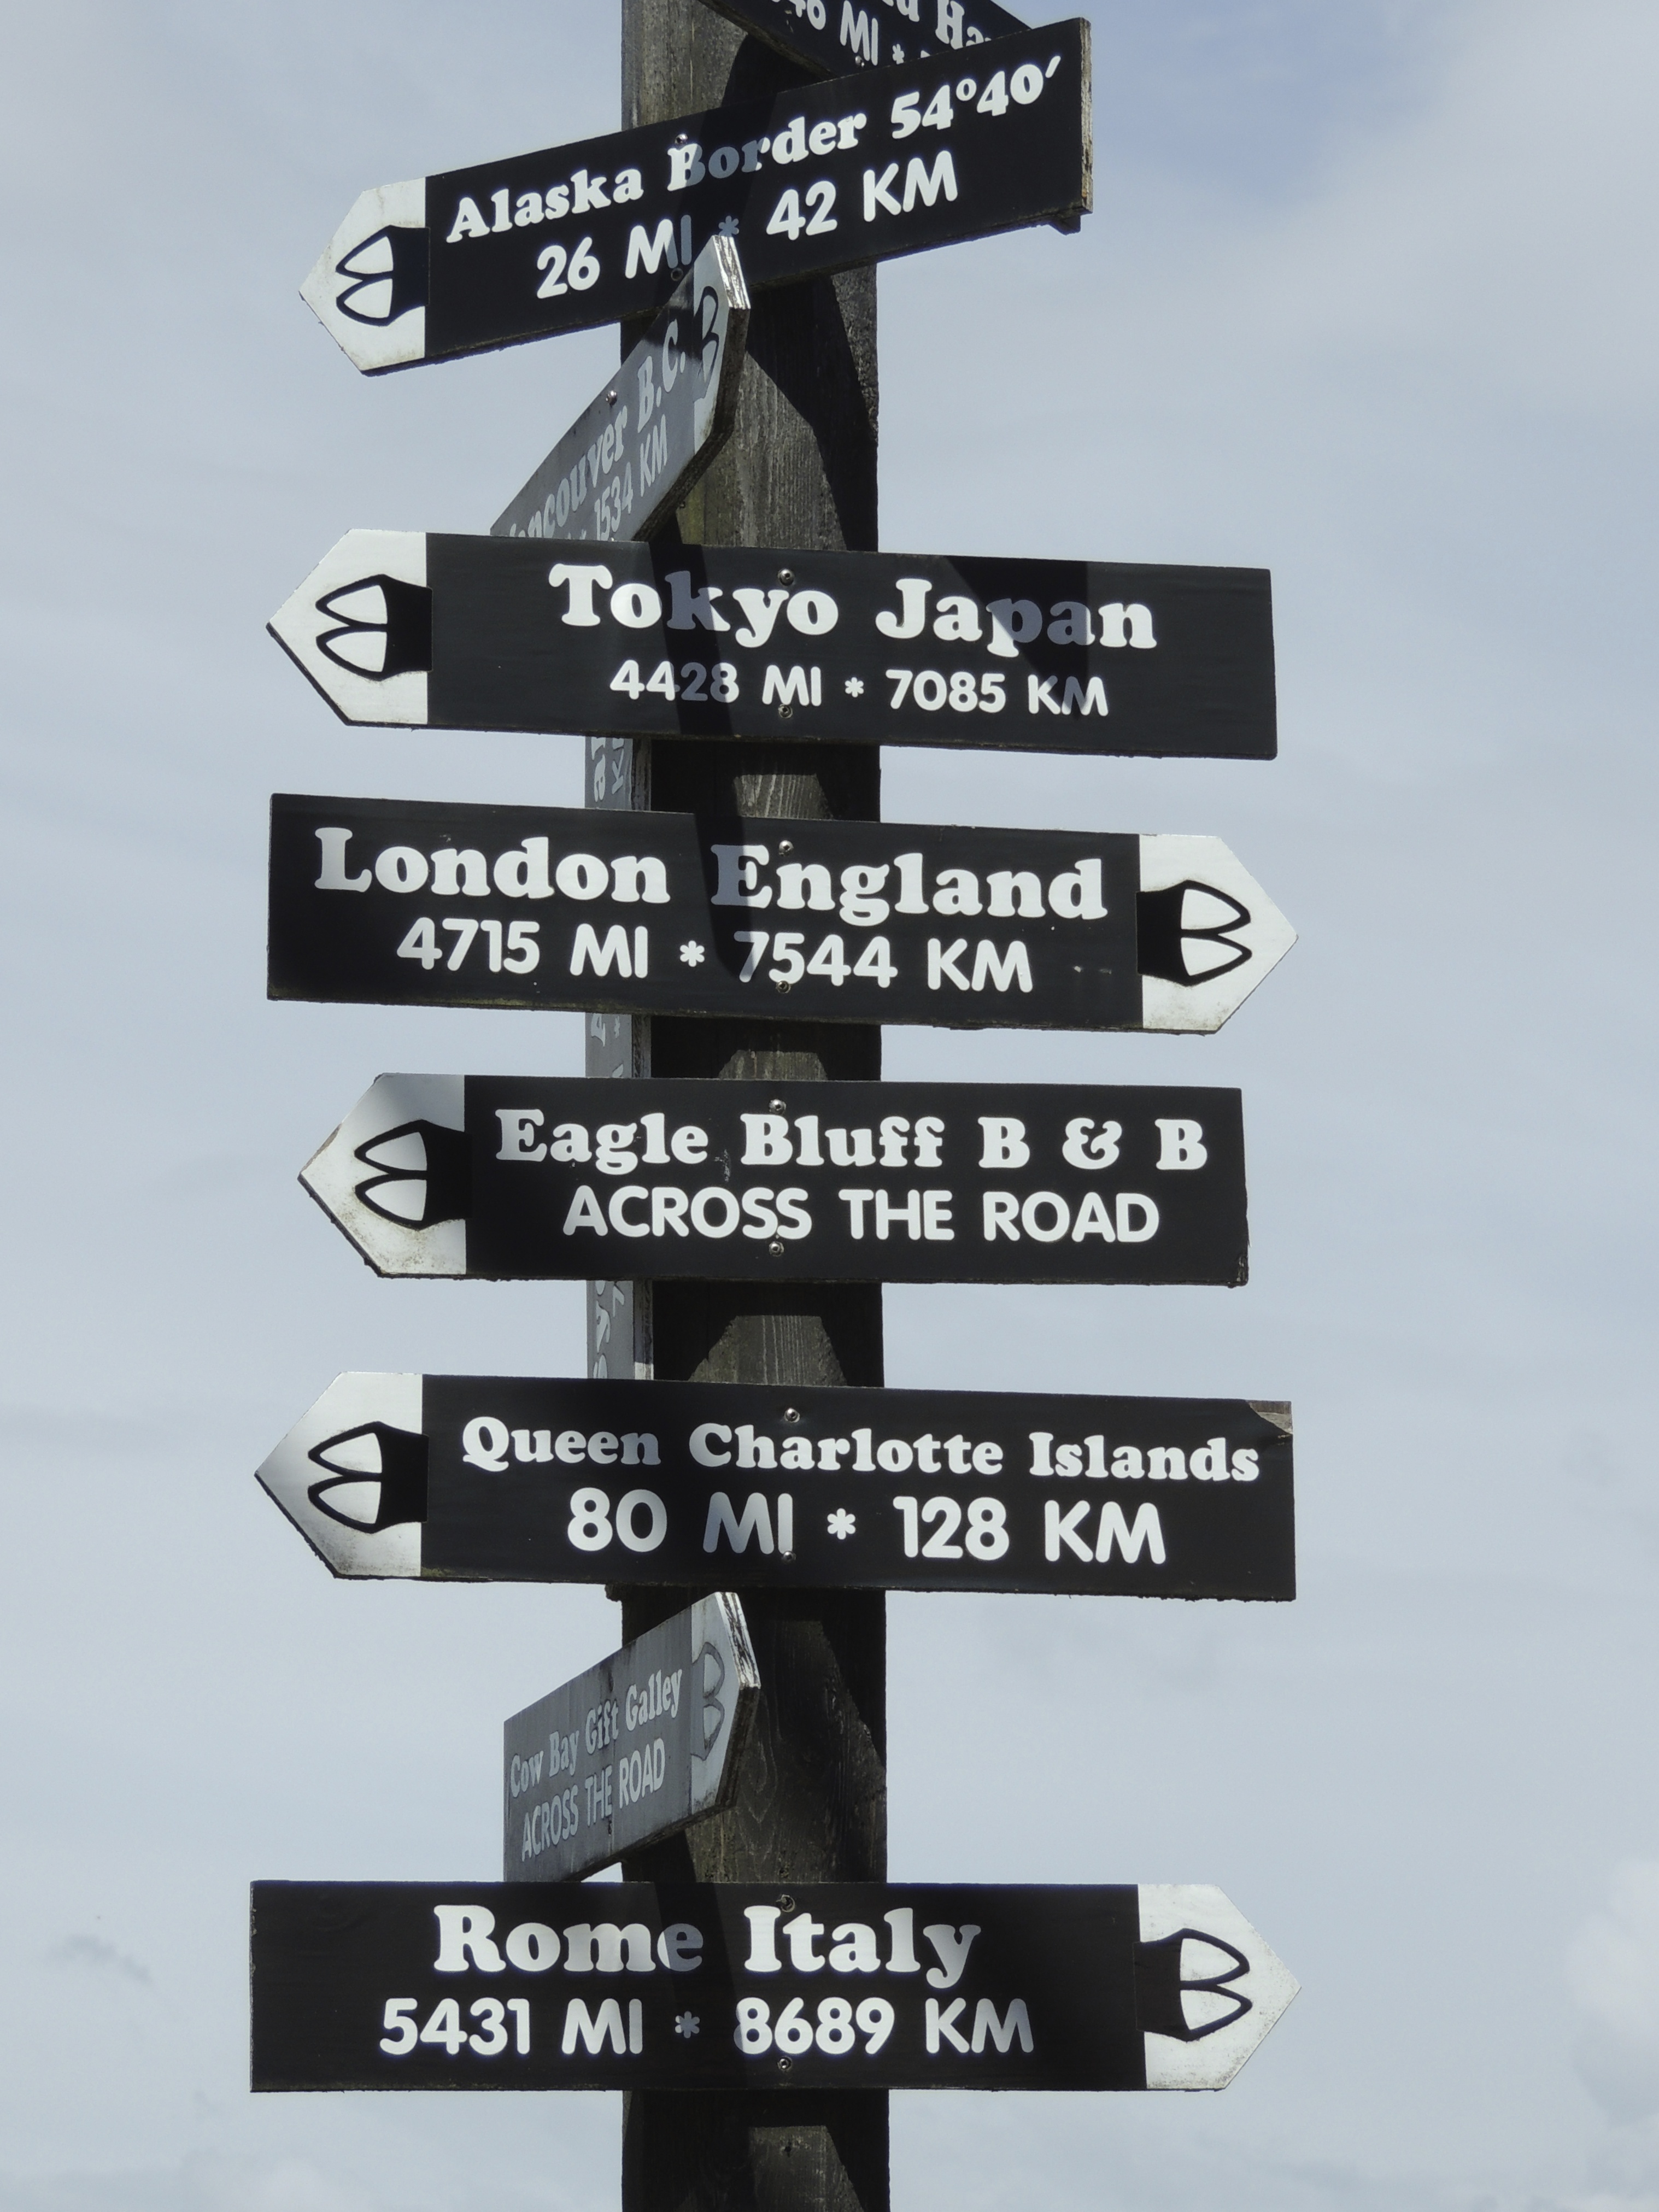 MI *
Alaska Border 54°40′
26 MI * 42 KM
B.C.
1534 KM
Tokyo Japan
4428 MI * 7085 KM
London England
4715 MI * 7544 KM
Eagle Bluff B & B
ACROSS THE ROAD
Queen Charlotte Islands
80 MI * 128 KM
Cow Bay Gift Galley
ACROSS THE ROAD
Rome Italy
5431 MI * 8689 KM